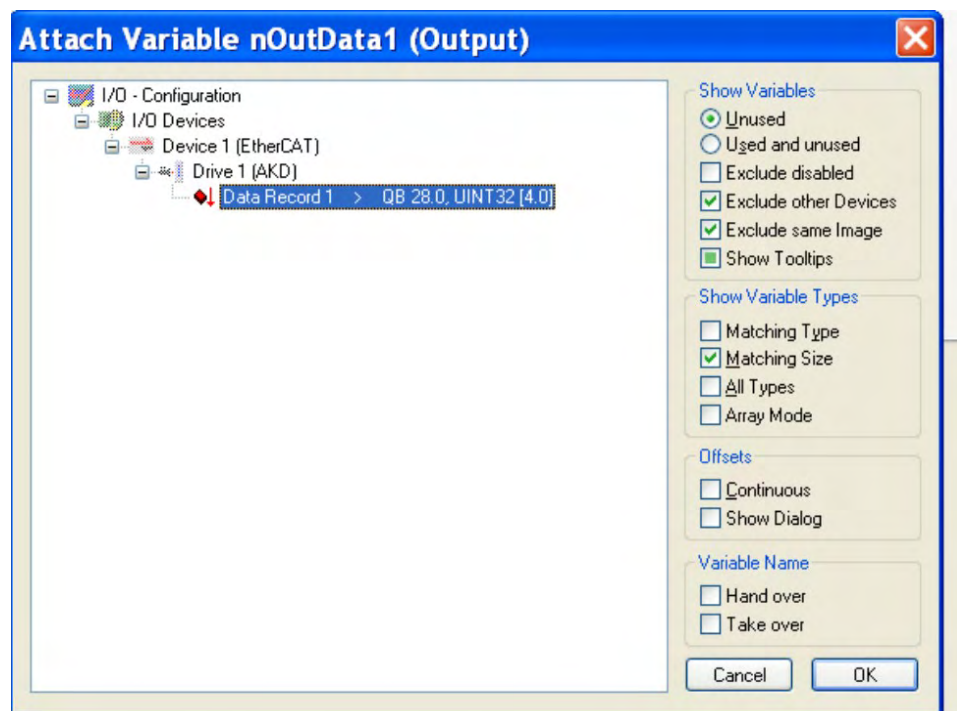 Attach Variable nOutData1 (Output)
I/O - Configuration
I/O Devices
Device 1 (EtherCAT)
Drive 1 (AKD)
Data Record 1 > QB 28.0, UINT32 [4.0]
Show Variables
Unused
Used and unused
Exclude disabled
Exclude other Devices
Exclude same Image
Show Tooltips
Show Variable Types
Matching Type
Matching Size
All Types
Array Mode
Offsets
Continuous
Show Dialog
Variable Name
Hand over
Take over
Cancel OK